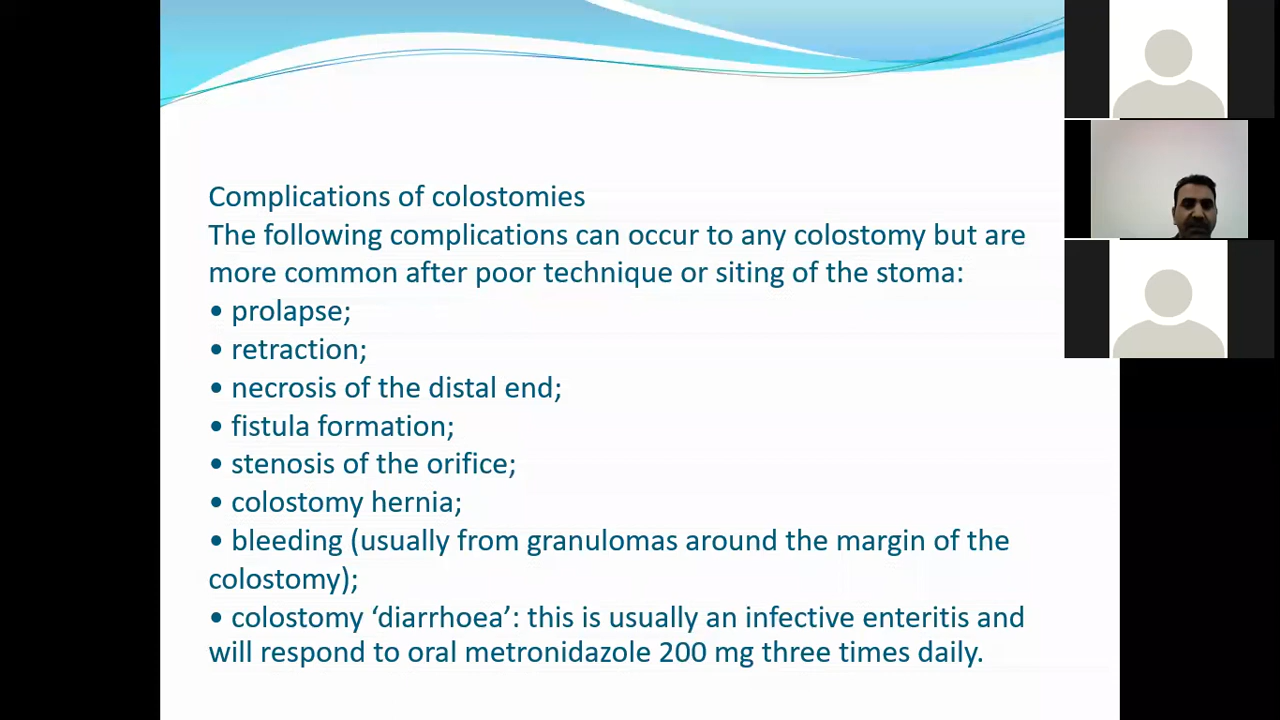 Complications of colostomies
The following complications can occur to any colostomy but are
more common after poor technique or siting of the stoma:
• prolapse;
• retraction;
• necrosis of the distal end;
• fistula formation;
• stenosis of the orifice;
• colostomy hernia;
• bleeding (usually from granulomas around the margin of the
colostomy);
• colostomy ‘diarrhoea’: this is usually an infective enteritis and
will respond to oral metronidazole 200 mg three times daily.